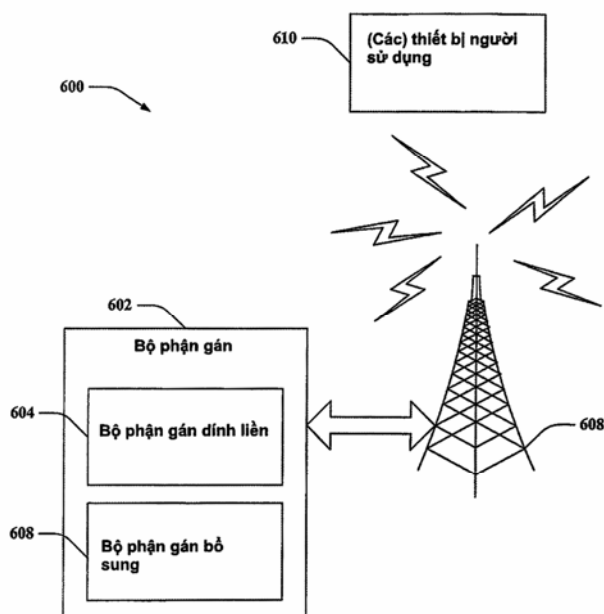 610
(Các) thiết bị người
sử dụng
600
602
Bộ phận gán
604
Bộ phận gán dính liền
608
608
Bộ phận gán bổ
sung